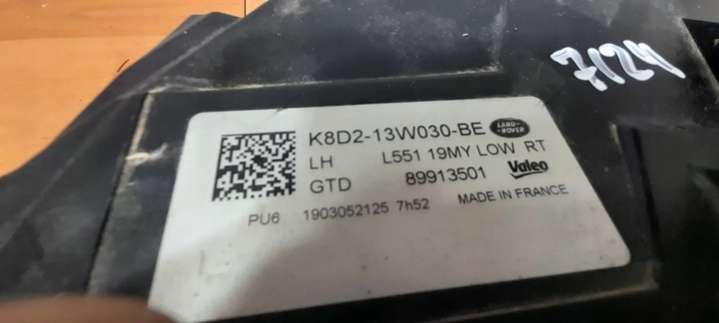 7124
K8D2-13W030-BE LAND ROVER
LH L551 19MY LOW RT
GTD 89913501 Valeo
PU6 1903052125 7h52 MADE IN FRANCE